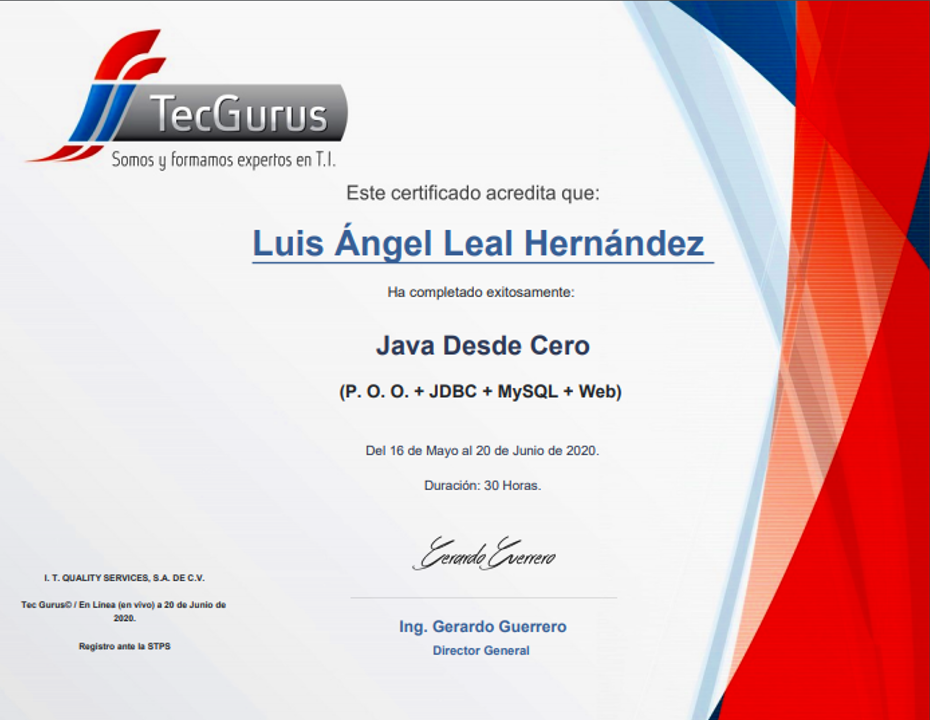 TecGurus
Somos y formamos expertos en T.I.
Este certificado acredita que:
Luis Ángel Leal Hernández
Ha completado exitosamente:
Java Desde Cero
(P. O. O. + JDBC + MySQL + Web)
Del 16 de Mayo al 20 de Junio de 2020.
Duración: 30 Horas.
Gerardo Guerrero
Ing. Gerardo Guerrero
Director General
I. T. QUALITY SERVICES, S.A. DE C.V.
Tec Gurus© / En Linea (en vivo) a 20 de Junio de
2020.
Registro ante la STPS